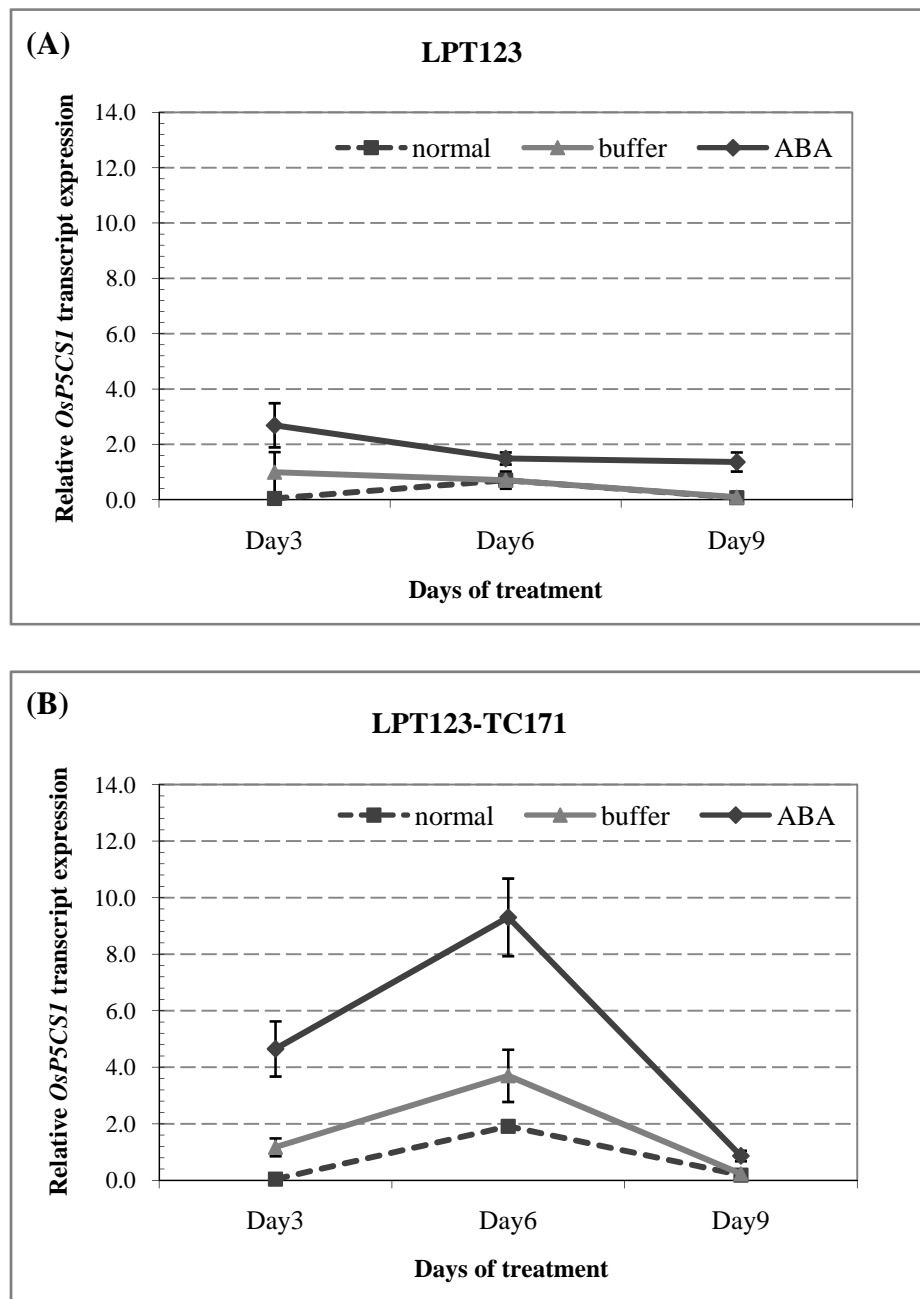 (A)
LPT123
Relative OsP5CS1 transcript expression
14.0
12.0
10.0
8.0
6.0
4.0
2.0
0.0
normal
buffer
ABA
Day3
Day6
Day9
Days of treatment
(B)
LPT123-TC171
Relative OsP5CS1 transcript expression
14.0
12.0
10.0
8.0
6.0
4.0
2.0
0.0
normal
buffer
ABA
Day3
Day6
Day9
Days of treatment